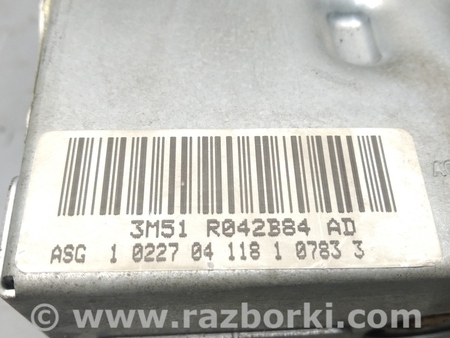 3M51 R042B84 AD
ASG 1 0227 04 118 1 0783 3
www.razborki.com